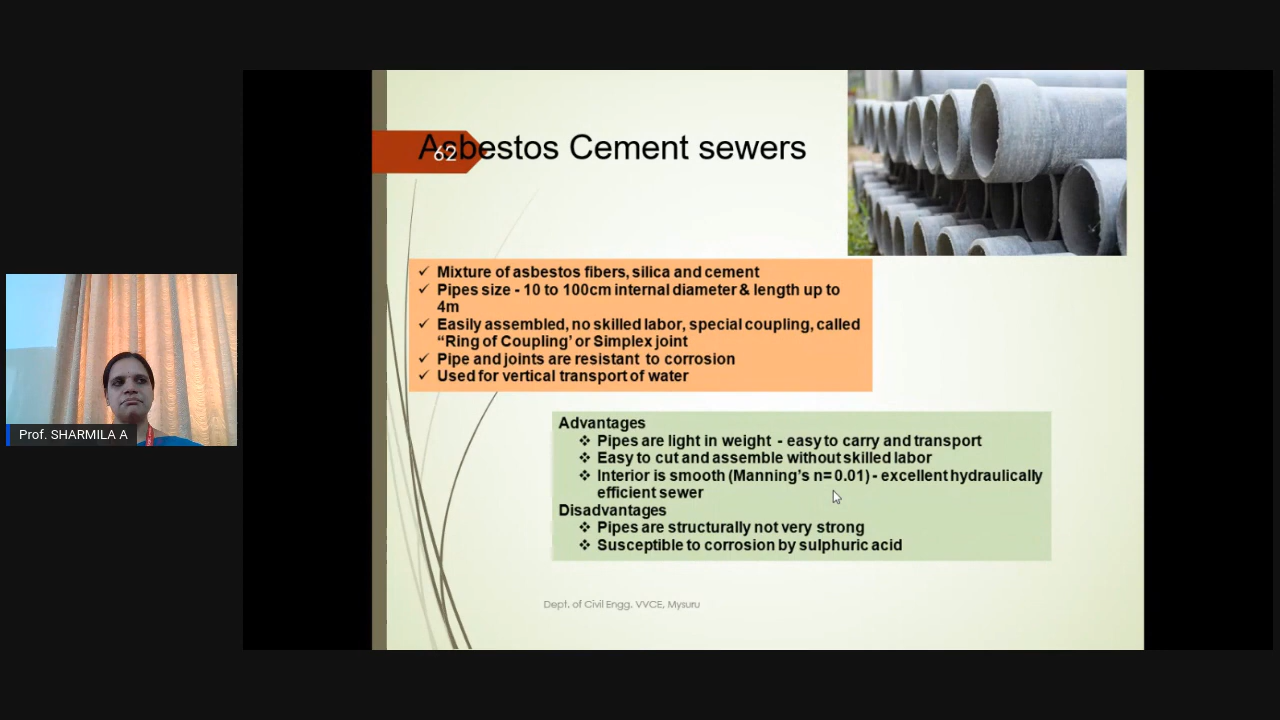 62
Asbestos Cement sewers
✓ Mixture of asbestos fibers, silica and cement
✓ Pipes size - 10 to 100cm internal diameter & length up to
4m
✓ Easily assembled, no skilled labor, special coupling, called
“Ring of Coupling’ or Simplex joint
✓ Pipe and joints are resistant to corrosion
✓ Used for vertical transport of water
Advantages
❖ Pipes are light in weight - easy to carry and transport
❖ Easy to cut and assemble without skilled labor
❖ Interior is smooth (Manning’s n= 0.01) - excellent hydraulically
efficient sewer
Disadvantages
❖ Pipes are structurally not very strong
❖ Susceptible to corrosion by sulphuric acid
Dept. of Civil Engg. VVCE, Mysuru
Prof. SHARMILA A